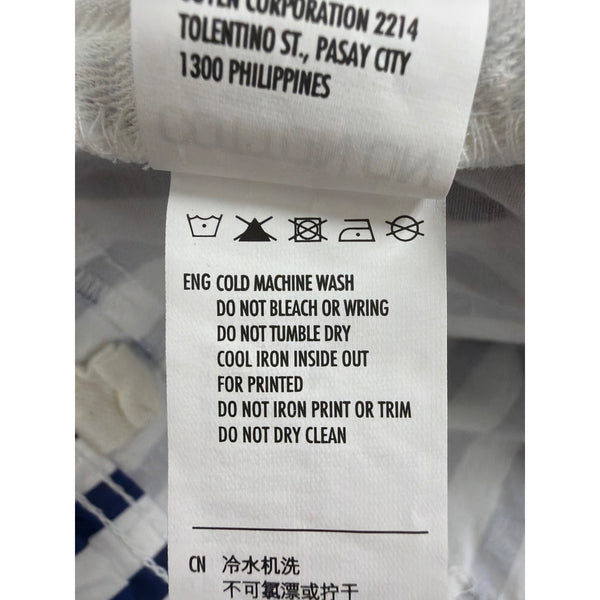 CORPORATION 2214
TOLENTINO ST., PASAY CITY
1300 PHILIPPINES
ENG COLD MACHINE WASH
DO NOT BLEACH OR WRING
DO NOT TUMBLE DRY
COOL IRON INSIDE OUT
FOR PRINTED
DO NOT IRON PRINT OR TRIM
DO NOT DRY CLEAN
CN 冷水机洗
不可氯漂或拧干